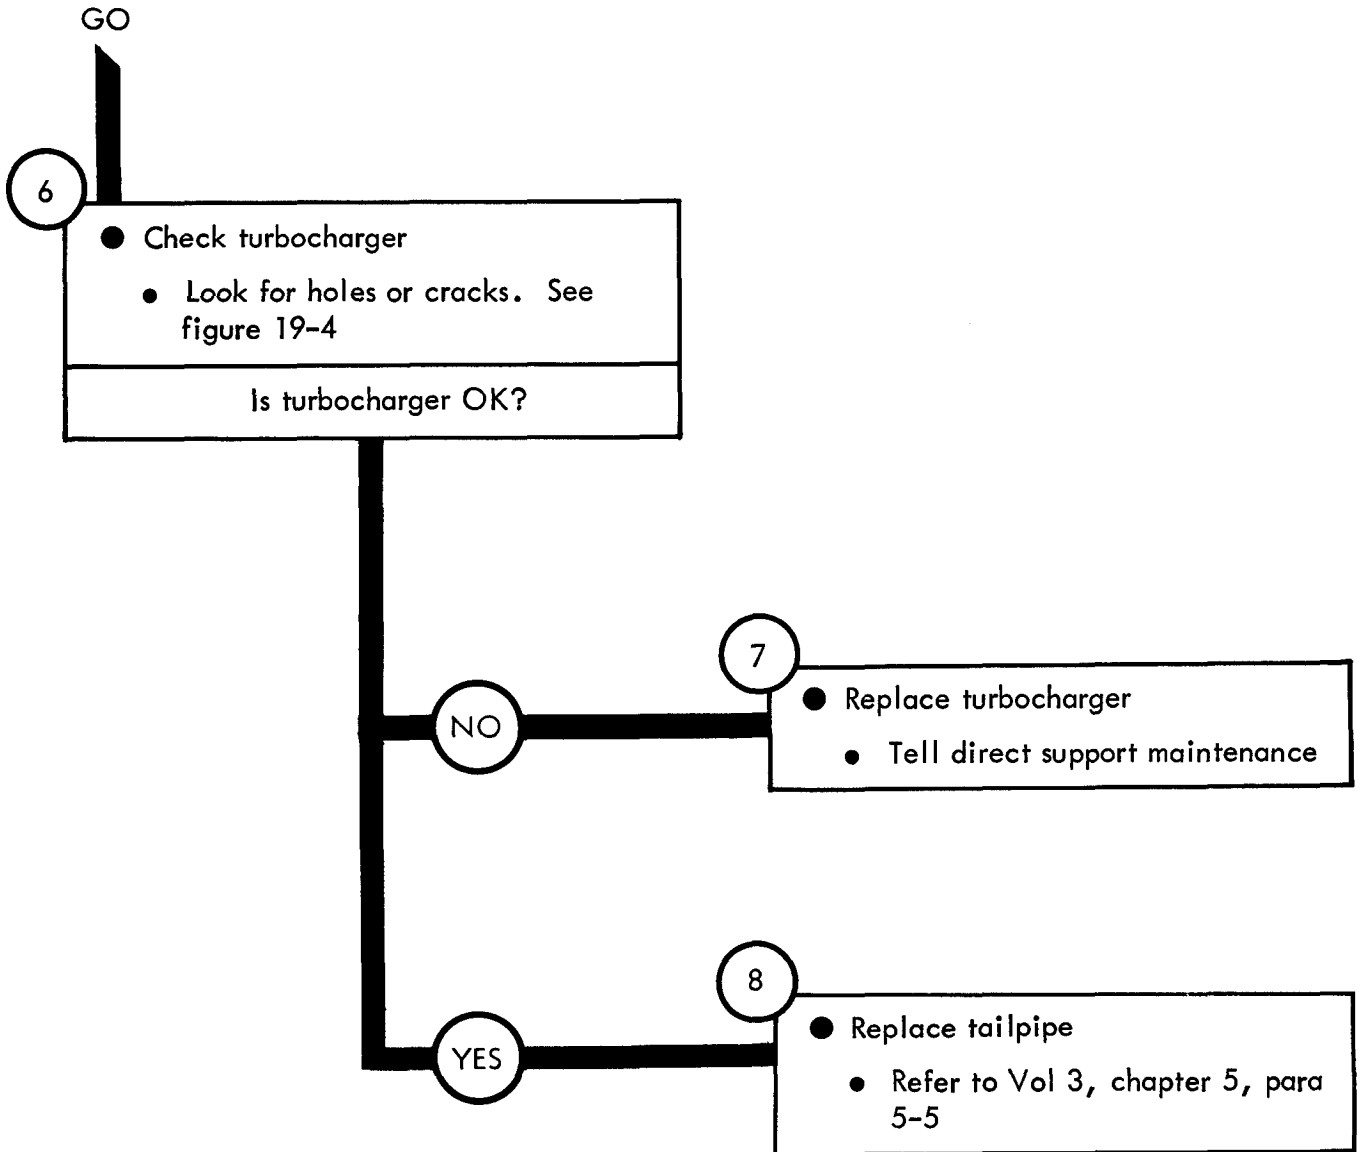 GO
6
● Check turbocharger
● Look for holes or cracks. See
figure 19-4
Is turbocharger OK?
7
NO
● Replace turbocharger
● Tell direct support maintenance
8
YES
● Replace tailpipe
● Refer to Vol 3, chapter 5, para
5-5